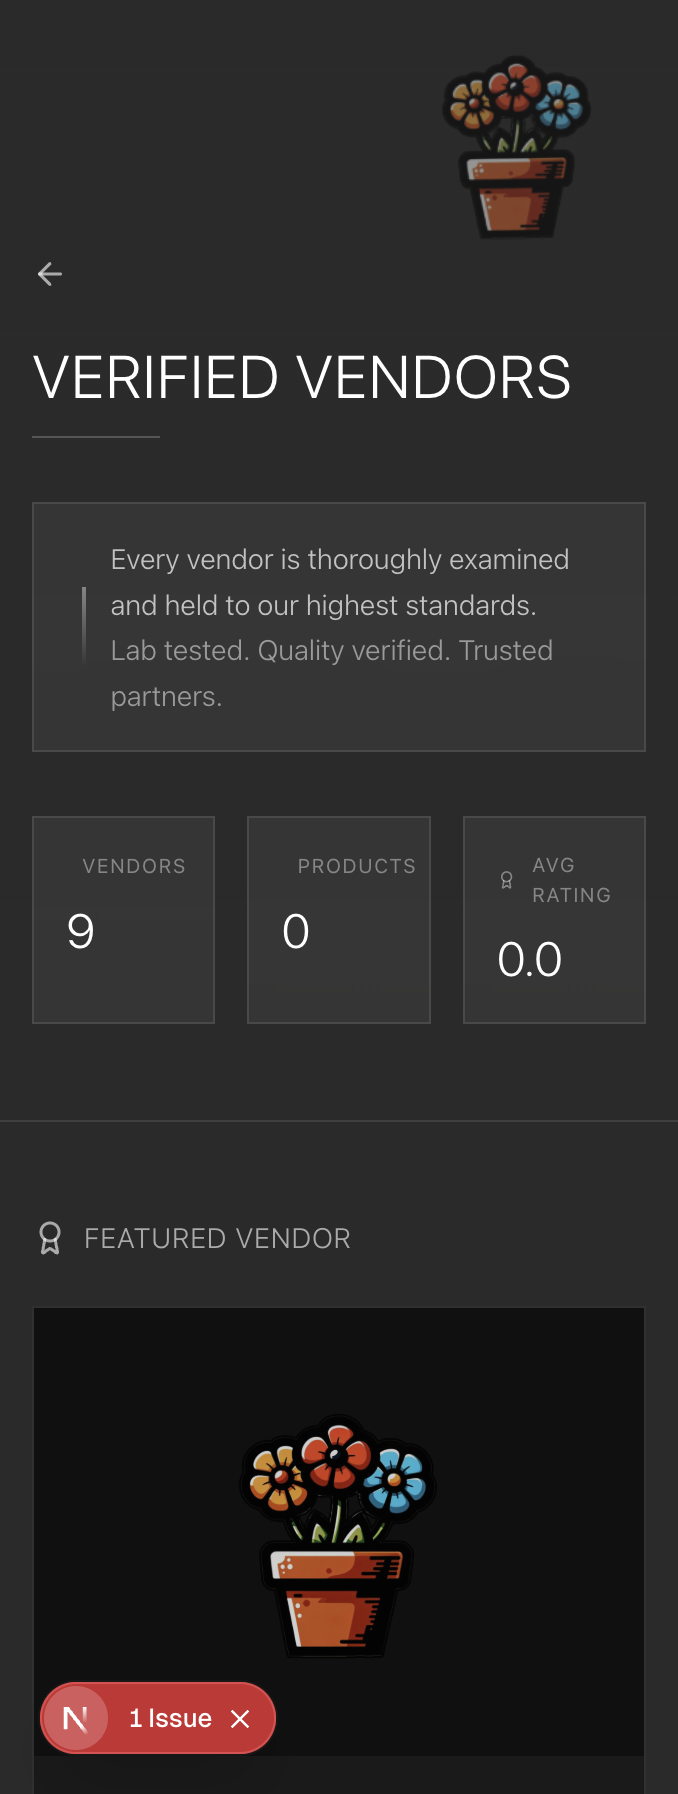 VERIFIED VENDORS
Every vendor is thoroughly examined
and held to our highest standards.
Lab tested. Quality verified. Trusted
partners.
VENDORS
9
PRODUCTS
0
AVG
RATING
0.0
FEATURED VENDOR
N
1 Issue